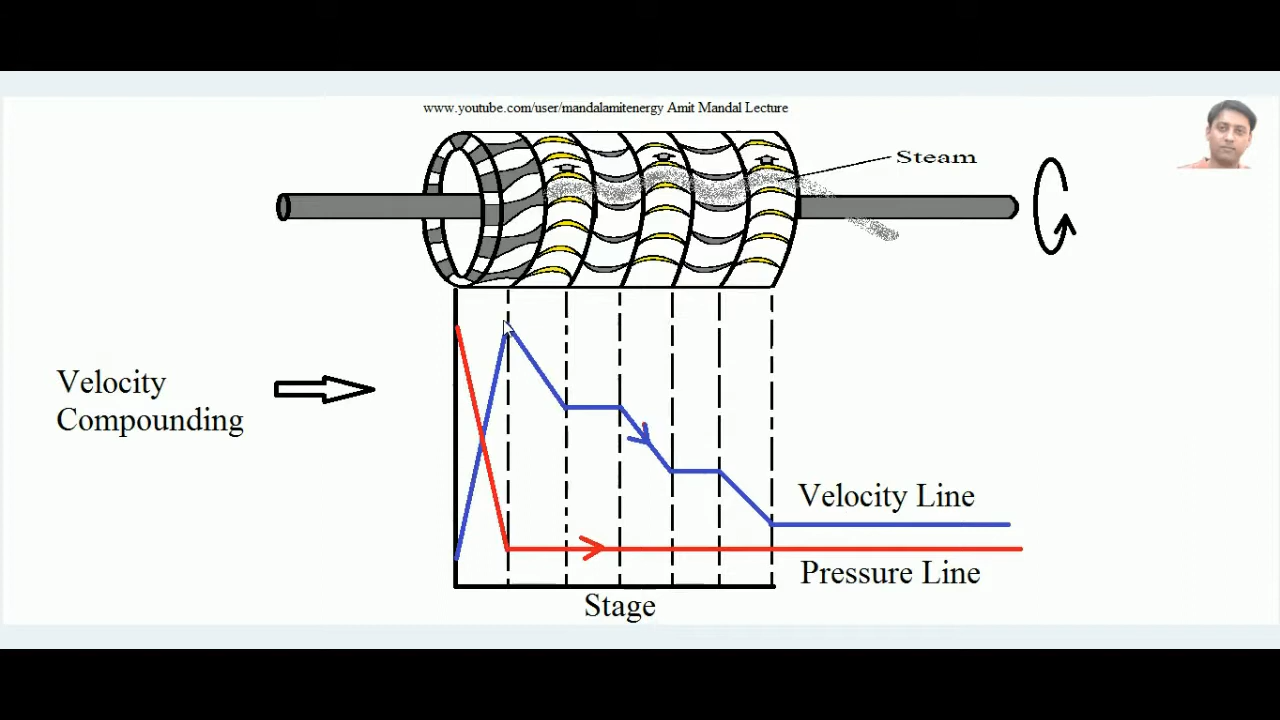 www.youtube.com/user/mandalamitenergy Amit Mandal Lecture
Steam
Velocity
Compounding
Velocity Line
Pressure Line
Stage